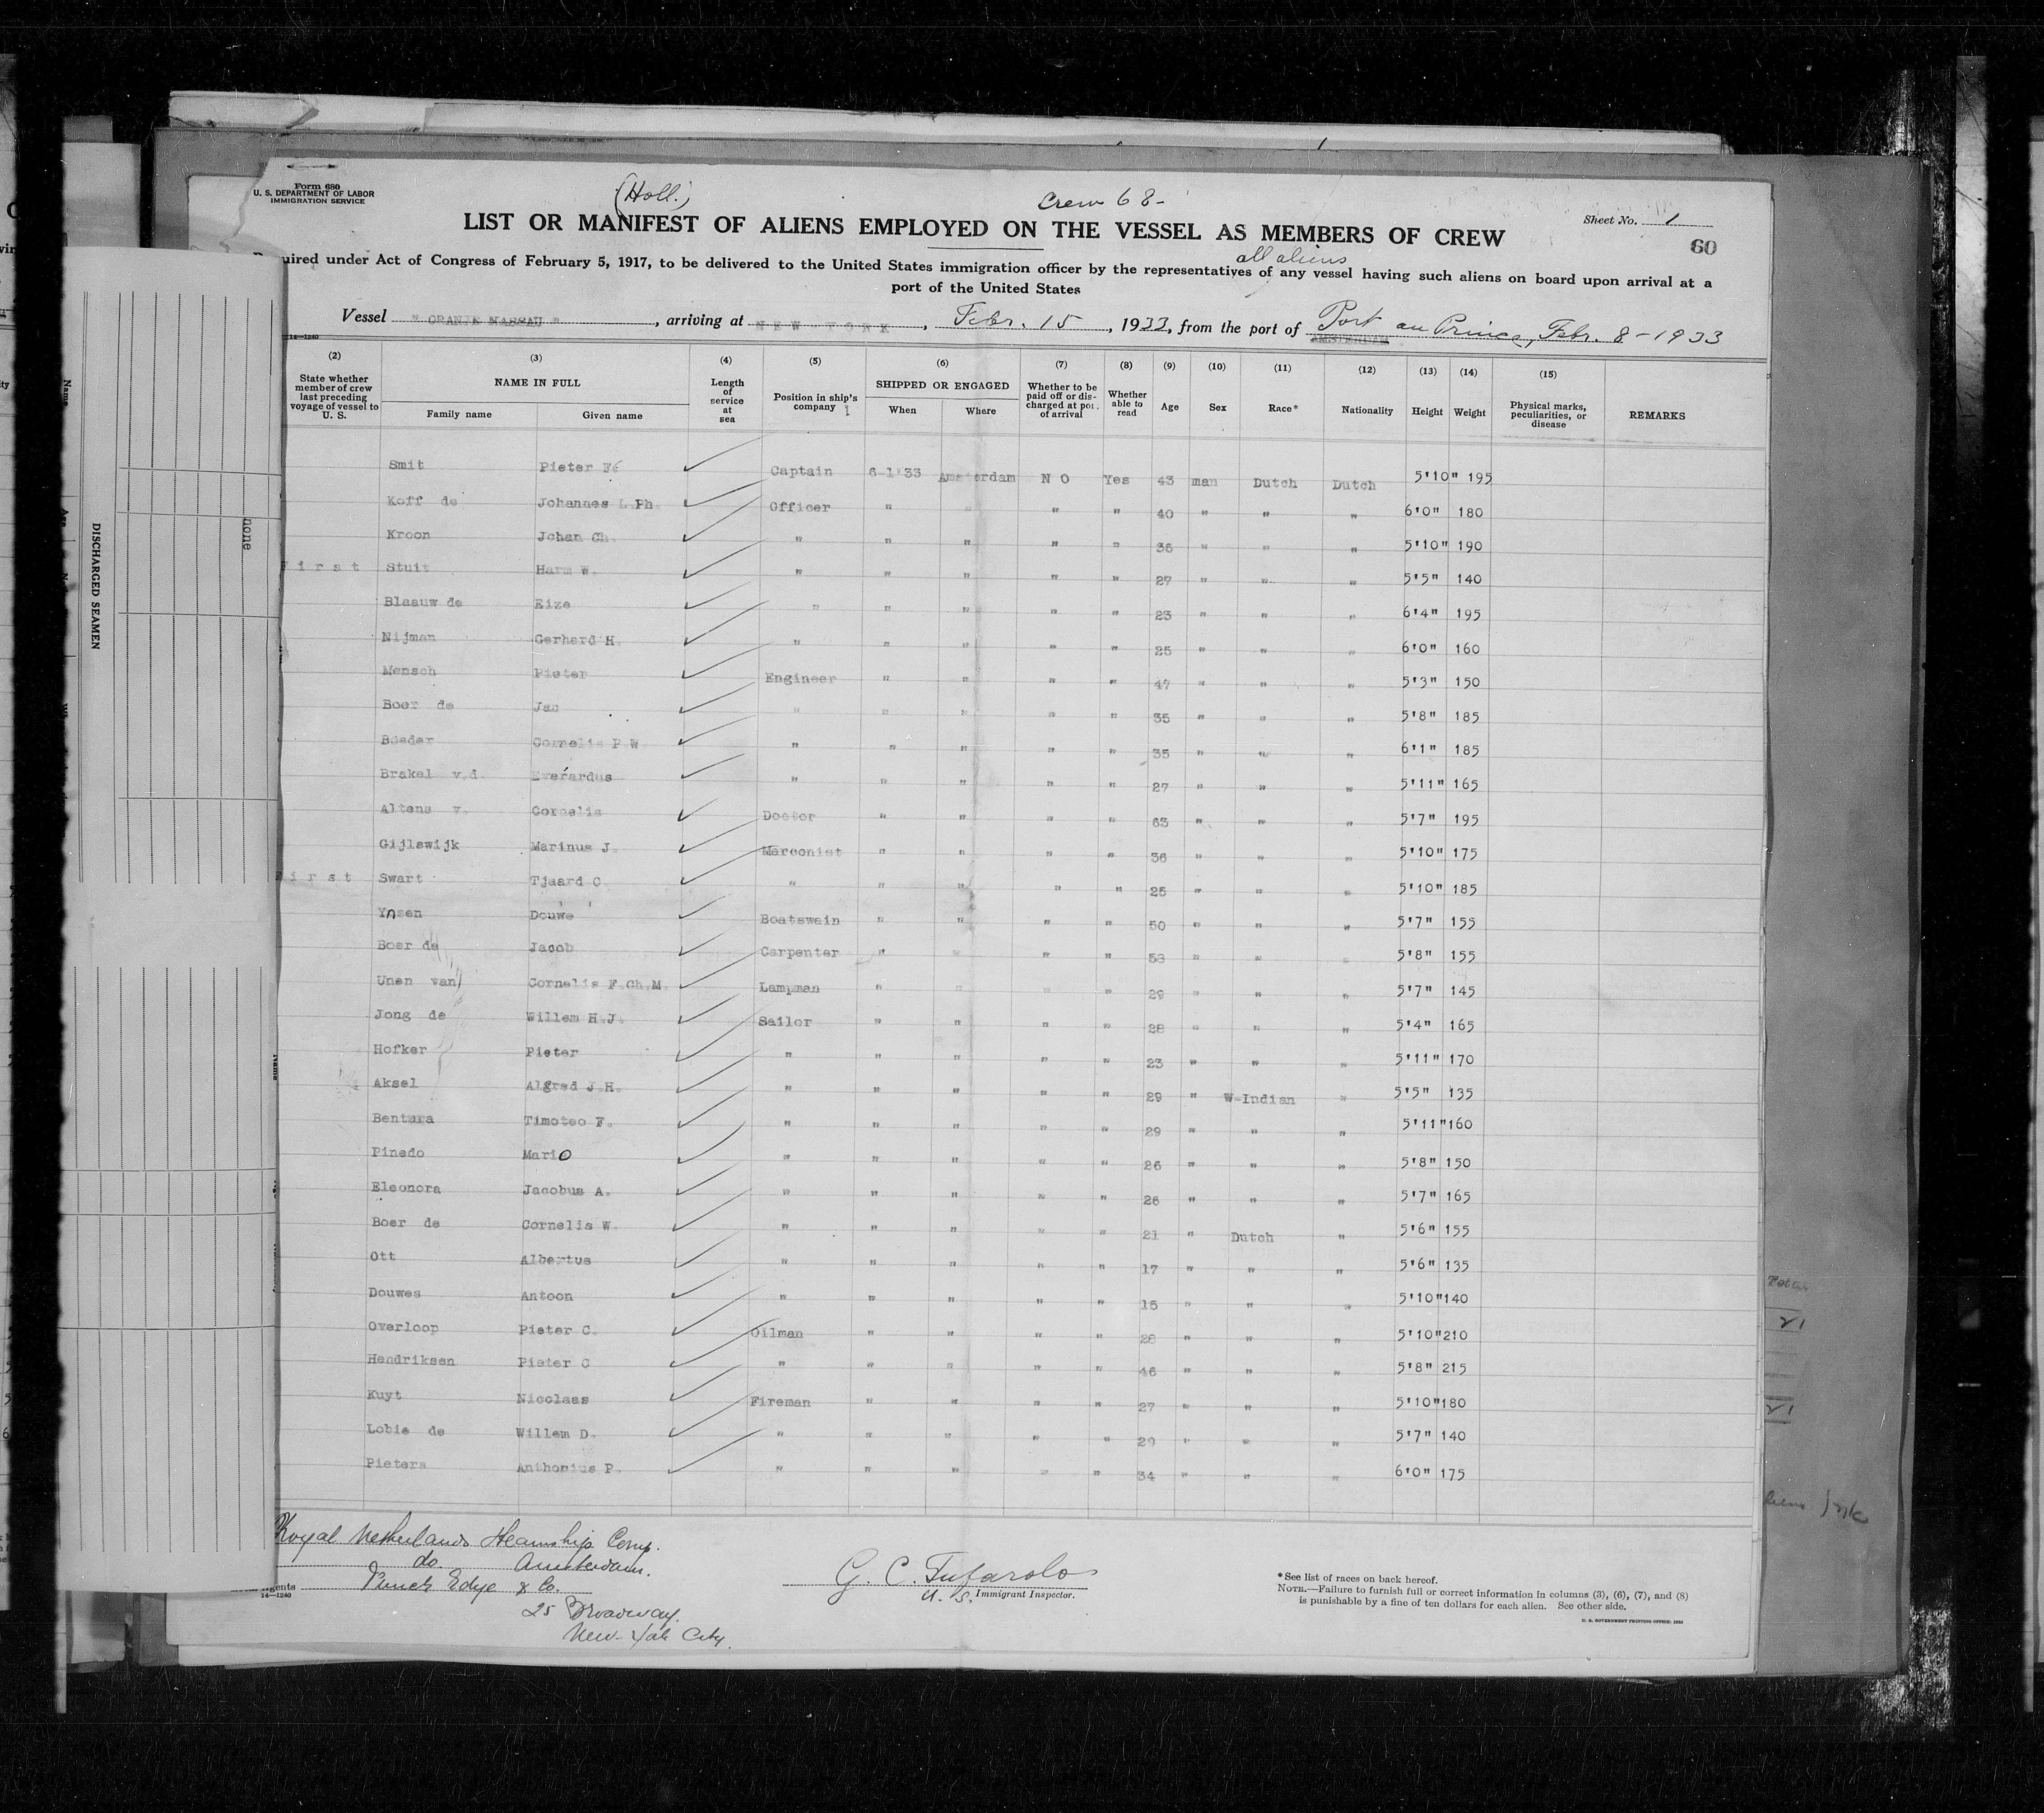 Form 680
U. S. DEPARTMENT OF LABOR
IMMIGRATION SERVICE
(Holl.)
Crew 68-
Sheet No. 1
LIST OR MANIFEST OF ALIENS EMPLOYED ON THE VESSEL AS MEMBERS OF CREW
60
all aliens
under Act of Congress of February 5, 1917, to be delivered to the United States immigration officer by the representatives of any vessel having such aliens on board upon arrival at a
port of the United States
Vessel " ORANJE NASSAU ", arriving at NEW YORK, Febr. 15, 1933, from the port of Port au Prince, Febr. 8-1933
AMSTERDAM
14-1240
(2) (3) (4) (5) (6) (7) (8) (9) (10) (11) (12) (13) (14) (15)
State whether member of crew last preceding voyage of vessel to U. S. NAME IN FULL Family name Given name Length of service at sea Position in ship's company SHIPPED OR ENGAGED When Where Whether to be paid off or discharged at port of arrival Whether able to read Age Sex Race* Nationality Height Weight Physical marks, peculiarities, or disease REMARKS
Smit Pieter Captain 6-1'33 Amsterdam NO Yes 43 man Dutch Dutch 5'10" 195
Koff de Johannes L.Ph. Officer " " " " 40 " " " 6'0" 180
Kroon Johan Ch. " " " " " 36 " " " 5'10" 190
First Stuit Harm W. " " " " " 27 " " " 5'5" 140
Blaauw de Eize " " " " " 23 " " " 6'4" 195
Nijman Gerhard H. " " " " " 25 " " " 6'0" 160
Mensch Pieter Engineer " " " " 47 " " " 5'3" 150
Boer de Jan " " " " " 35 " " " 5'8" 185
Cornelis P W " " " " " 35 " " " 6'1" 185
Brakel v.d. Everardus " " " " " 27 " " " 5'11" 165
Altena v. Cornelis Doctor " " " " 63 " " " 5'7" 195
Gijlswijk Marinus J. Marconist " " " " 36 " " " 5'10" 175
First Swart Tjaard C. " " " " " 25 " " " 5'10" 185
Ynsen Douwe Boatswain " " " " 50 " " " 5'7" 155
Boer de Jacob Carpenter " " " " 53 " " " 5'8" 155
Unen van Cornelis F.Ch.M. Lampman " " " " 29 " " " 5'7" 145
Jong de Willem H.J. Sailor " " " " 28 " " " 5'4" 165
Hofker Pieter " " " " " 23 " " " 5'11" 170
Aksel Algred J.H. " " " " " 29 " W-Indian " 5'5" 135
Bentura Timoteo F. " " " " " 29 " " " 5'11" 160
Pinedo Mario " " " " " 26 " " " 5'8" 150
Eleonora Jacobus A. " " " " " 26 " " " 5'7" 165
Boer de Cornelis W. " " " " " 21 " Dutch " 5'6" 155
Ott Albertus " " " " " 17 " " " 5'6" 135
Douwes Antoon " " " " " 15 " " " 5'10" 140
Overloop Pieter C. Oilman " " " " 28 " " " 5'10" 210
Hendriksen Pieter C " " " " " 46 " " " 5'8" 215
Kuyt Nicolaas Fireman " " " " 27 " " " 5'10" 180
Lobie de Willem D. " " " " " 29 " " " 5'7" 140
Pieters Anthonius P. " " " " " 34 " " " 6'0" 175
Royal Netherlands Steamship Comp.
do Amsterdam.
Agents Funch Edye & Co.
14-1240
25 Broadway.
New-York City.
G. C. Tufarolo
U. S. Immigrant Inspector.
*See list of races on back hereof.
NOTE.—Failure to furnish full or correct information in columns (3), (6), (7), and (8)
is punishable by a fine of ten dollars for each alien. See other side.
U. S. GOVERNMENT PRINTING OFFICE
DISCHARGED SEAMEN
none
Name
21
21